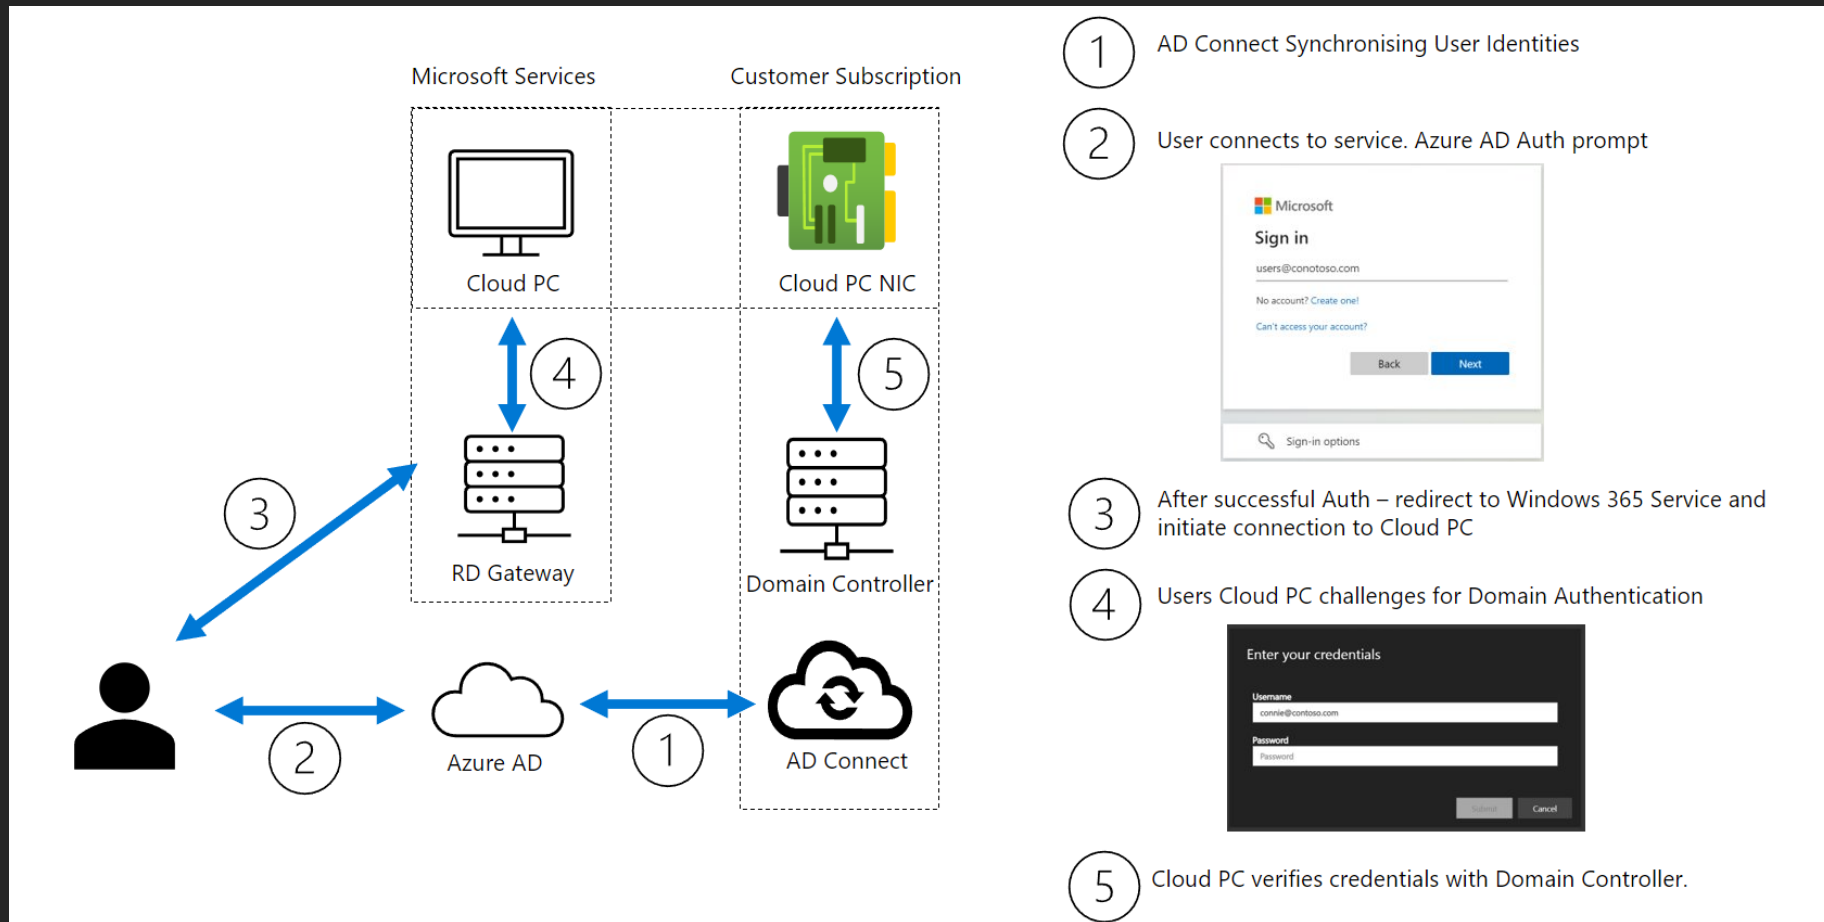 Microsoft Services
Customer Subscription
Cloud PC
Cloud PC NIC
4
5
3
RD Gateway
Domain Controller
2
Azure AD
1
AD Connect
1
AD Connect Synchronising User Identities
2
User connects to service. Azure AD Auth prompt
Microsoft
Sign in
users@conotoso.com
No account? Create one!
Can't access your account?
Back
Next
Sign-in options
3
After successful Auth – redirect to Windows 365 Service and
initiate connection to Cloud PC
4
Users Cloud PC challenges for Domain Authentication
Enter your credentials
Username
connie@contoso.com
Password
Password
Submit
Cancel
5
Cloud PC verifies credentials with Domain Controller.